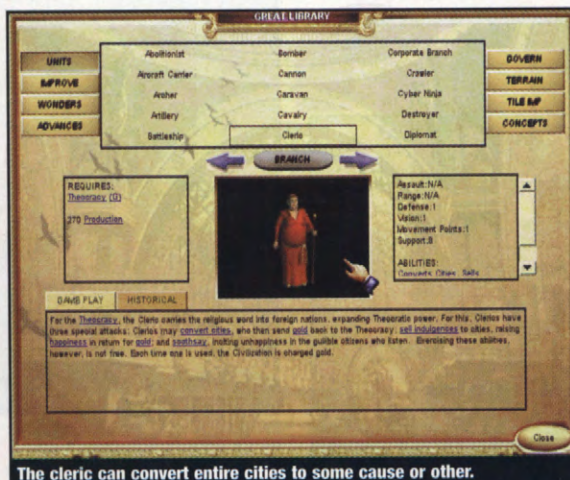 GREAT LIBRARY
UNITS
IMPROVE
WONDERS
ADVANCES
Abolitionist Bomber Corporate Branch
Aircraft Carrier Cannon Crawler
Archer Caravan Cyber Ninja
Artillery Cavalry Destroyer
Battleship Cleric Diplomat
GOVERN
TERRAIN
TILE IMP
CONCEPTS
BRANCH
REQUIRES:
Theocracy (G)
270 Production
Assault:N/A
Range:N/A
Defense:1
Vision:1
Movement Points:1
Support:8
ABILITIES:
Converts Cities, Sells
GAME PLAY HISTORICAL
For the Theocracy, the Cleric carries the religious word into foreign nations, expanding Theocratic power. For this, Clerics have
three special attacks: Clerics may convert cities, who then send gold back to the Theocracy; sell indulgences to cities, raising
happiness in return for gold; and soothsay, inciting unhappiness in the gullible citizens who listen. Exercising these abilities,
however, is not free. Each time one is used, the Civilization is charged gold.
Close
The cleric can convert entire cities to some cause or other.